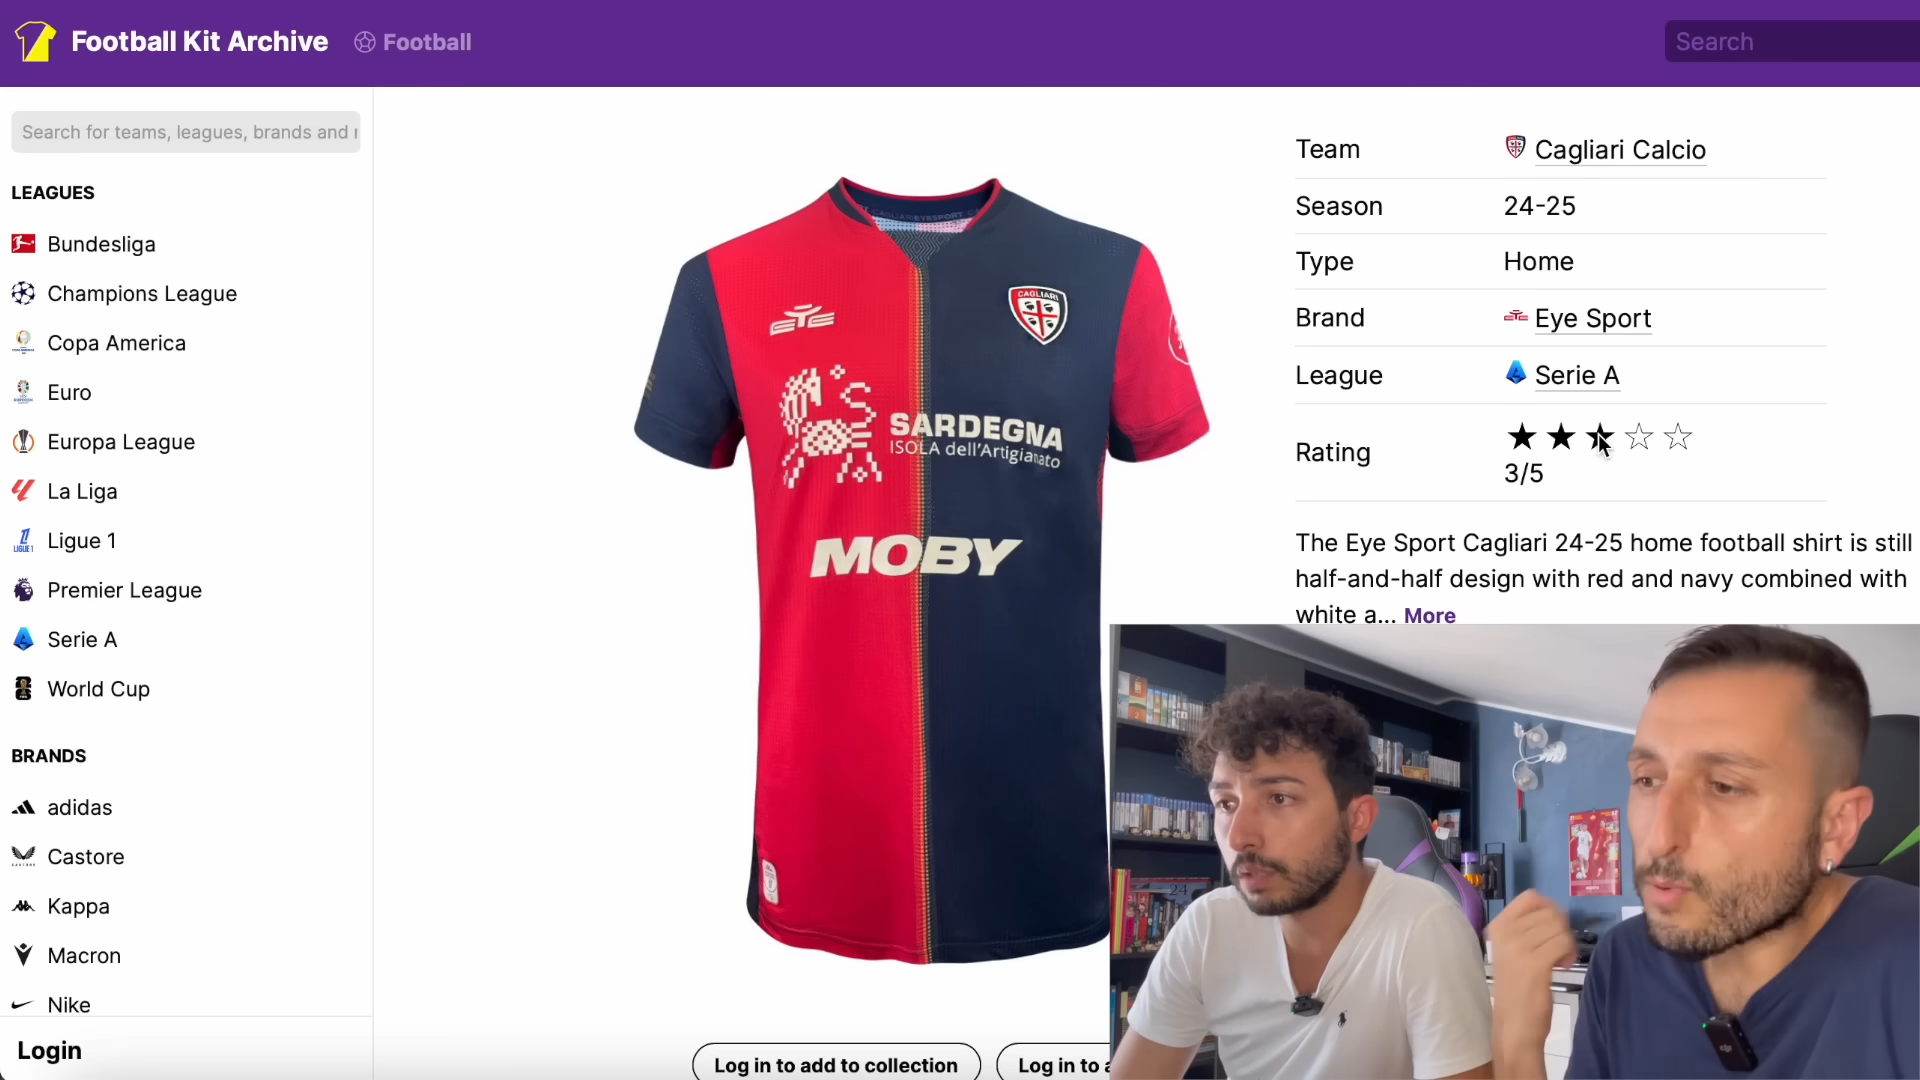 Football Kit Archive
Football
Search
Search for teams, leagues, brands and
LEAGUES
Bundesliga
Champions League
Copa America
Euro
Europa League
La Liga
Ligue 1
Premier League
Serie A
World Cup
BRANDS
adidas
Castore
Kappa
Macron
Nike
Login
CAGLIARI
SARDEGNA
ISOLA dell'Artigianato
MOBY
Log in to add to collection
Log in to a
Team Cagliari Calcio
Season 24-25
Type Home
Brand Eye Sport
League Serie A
Rating
3/5
The Eye Sport Cagliari 24-25 home football shirt is still
half-and-half design with red and navy combined with
white a... More